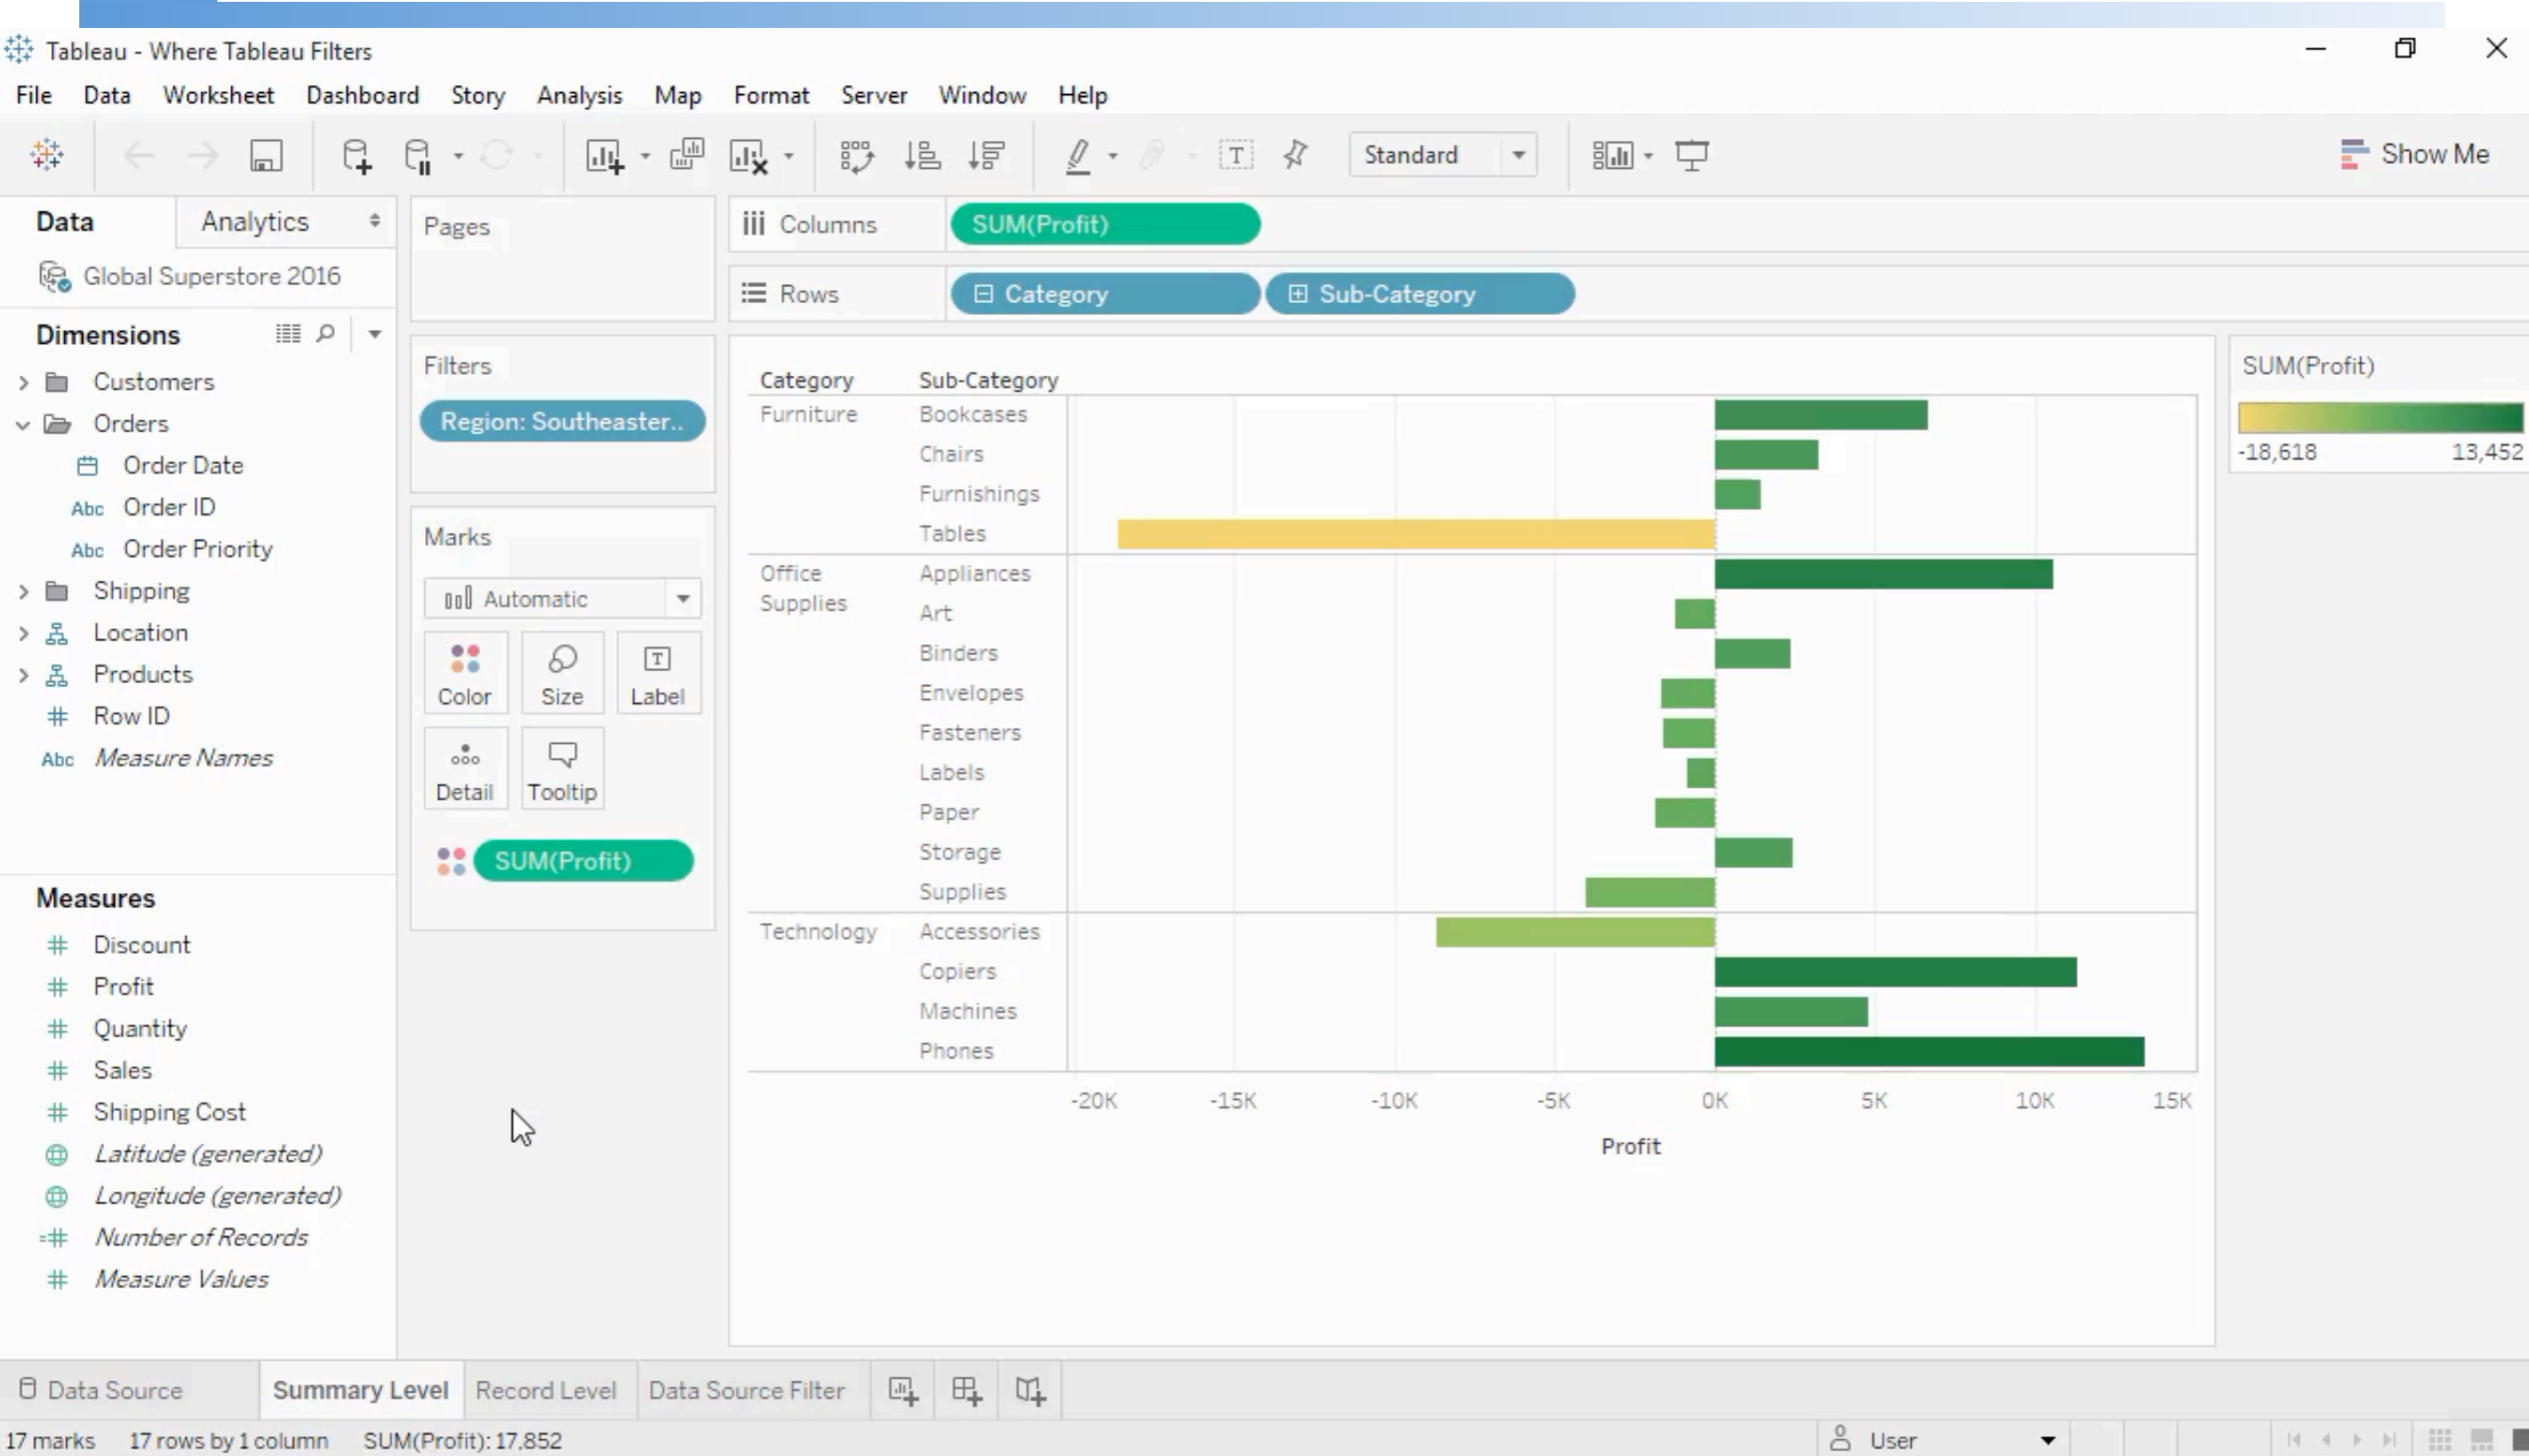 Tableau - Where Tableau Filters
File Data Worksheet Dashboard Story Analysis Map Format Server Window Help
T Standard Show Me
Data Analytics
Global Superstore 2016
Dimensions
Customers
Orders
Order Date
Abc Order ID
Abc Order Priority
Shipping
Location
Products
# Row ID
Abc Measure Names
Measures
# Discount
# Profit
# Quantity
# Sales
# Shipping Cost
Latitude (generated)
Longitude (generated)
=# Number of Records
# Measure Values
Pages
Filters
Region: Southeaster..
Marks
Automatic
Color Size T Label
Detail Tooltip
SUM(Profit)
Columns SUM(Profit)
Rows Category Sub-Category
Category Sub-Category
Furniture Bookcases
Chairs
Furnishings
Tables
Office Supplies Appliances
Art
Binders
Envelopes
Fasteners
Labels
Paper
Storage
Supplies
Technology Accessories
Copiers
Machines
Phones
-20K -15K -10K -5K 0K 5K 10K 15K
Profit
SUM(Profit)
-18,618 13,452
Data Source Summary Level Record Level Data Source Filter
17 marks 17 rows by 1 column SUM(Profit): 17,852 User